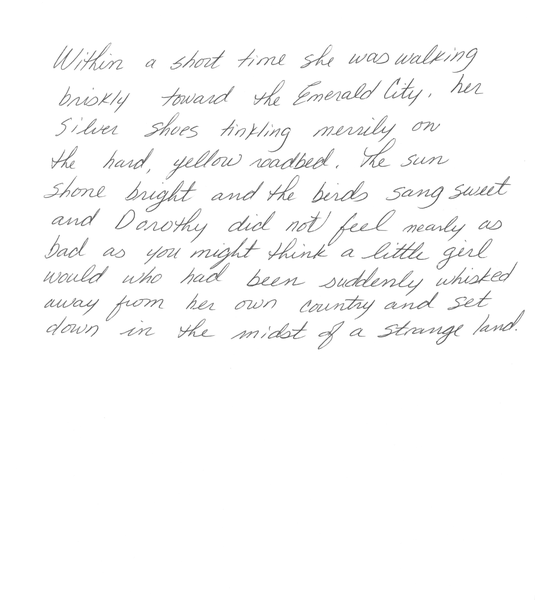 Within a short time she was walking
briskly toward the Emerald City, her
Silver Shoes tinkling merrily on
the hard, yellow roadbed. The sun
shone bright and the birds sang sweet
and Dorothy did not feel nearly as
bad as you might think a little girl
would who had been suddenly whisked
away from her own country and set
down in the midst of a strange land.